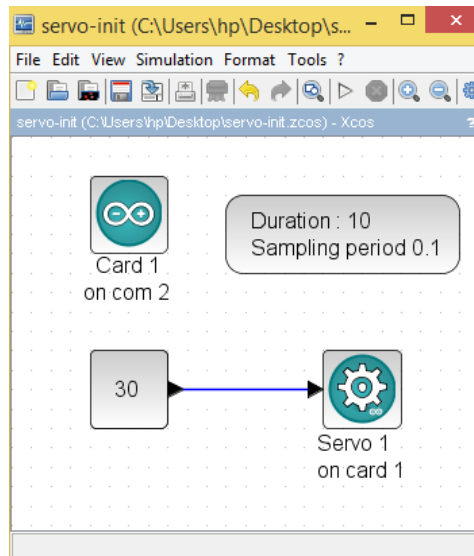 servo-init (C:\Users\hp\Desktop\s...
File Edit View Simulation Format Tools ?
servo-init (C:\Users\hp\Desktop\servo-init.zcos) - Xcos
?
Card 1
on com 2
Duration : 10
Sampling period 0.1
30
Servo 1
on card 1